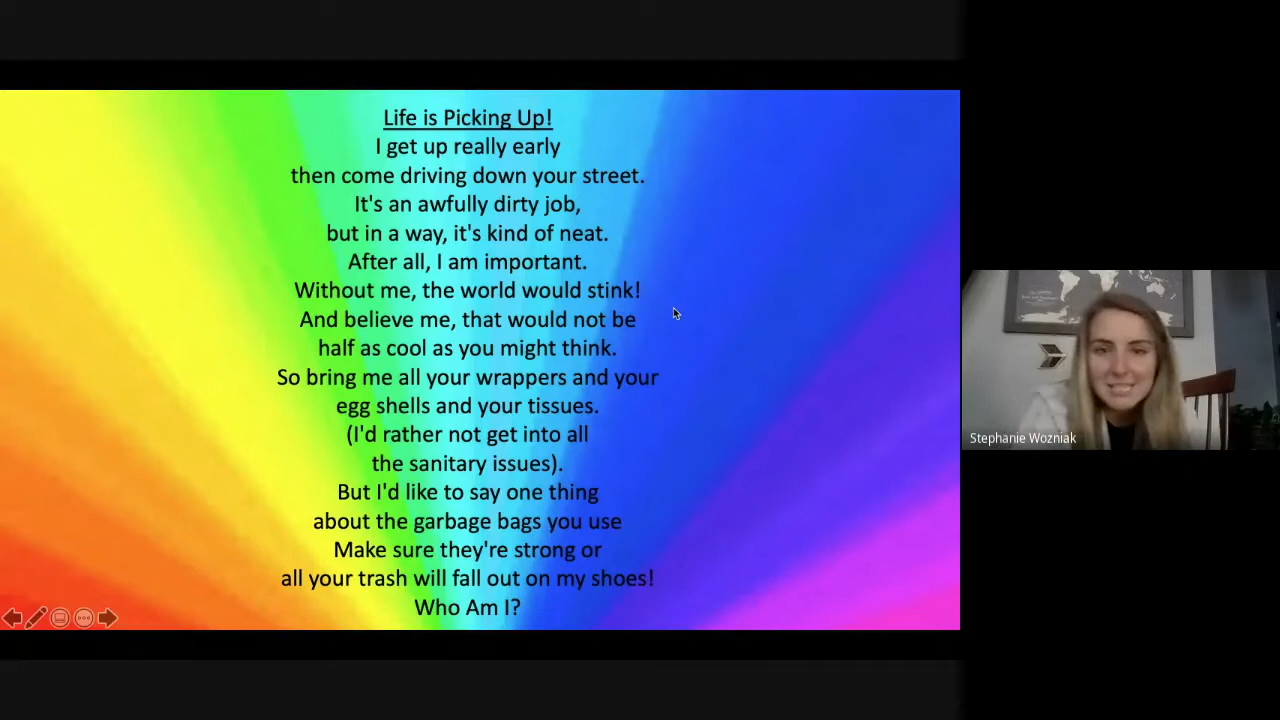 Life is Picking Up!
I get up really early
then come driving down your street.
It's an awfully dirty job,
but in a way, it's kind of neat.
After all, I am important.
Without me, the world would stink!
And believe me, that would not be
half as cool as you might think.
So bring me all your wrappers and your
egg shells and your tissues.
(I'd rather not get into all
the sanitary issues).
But I'd like to say one thing
about the garbage bags you use
Make sure they're strong or
all your trash will fall out on my shoes!
Who Am I?
Stephanie Wozniak